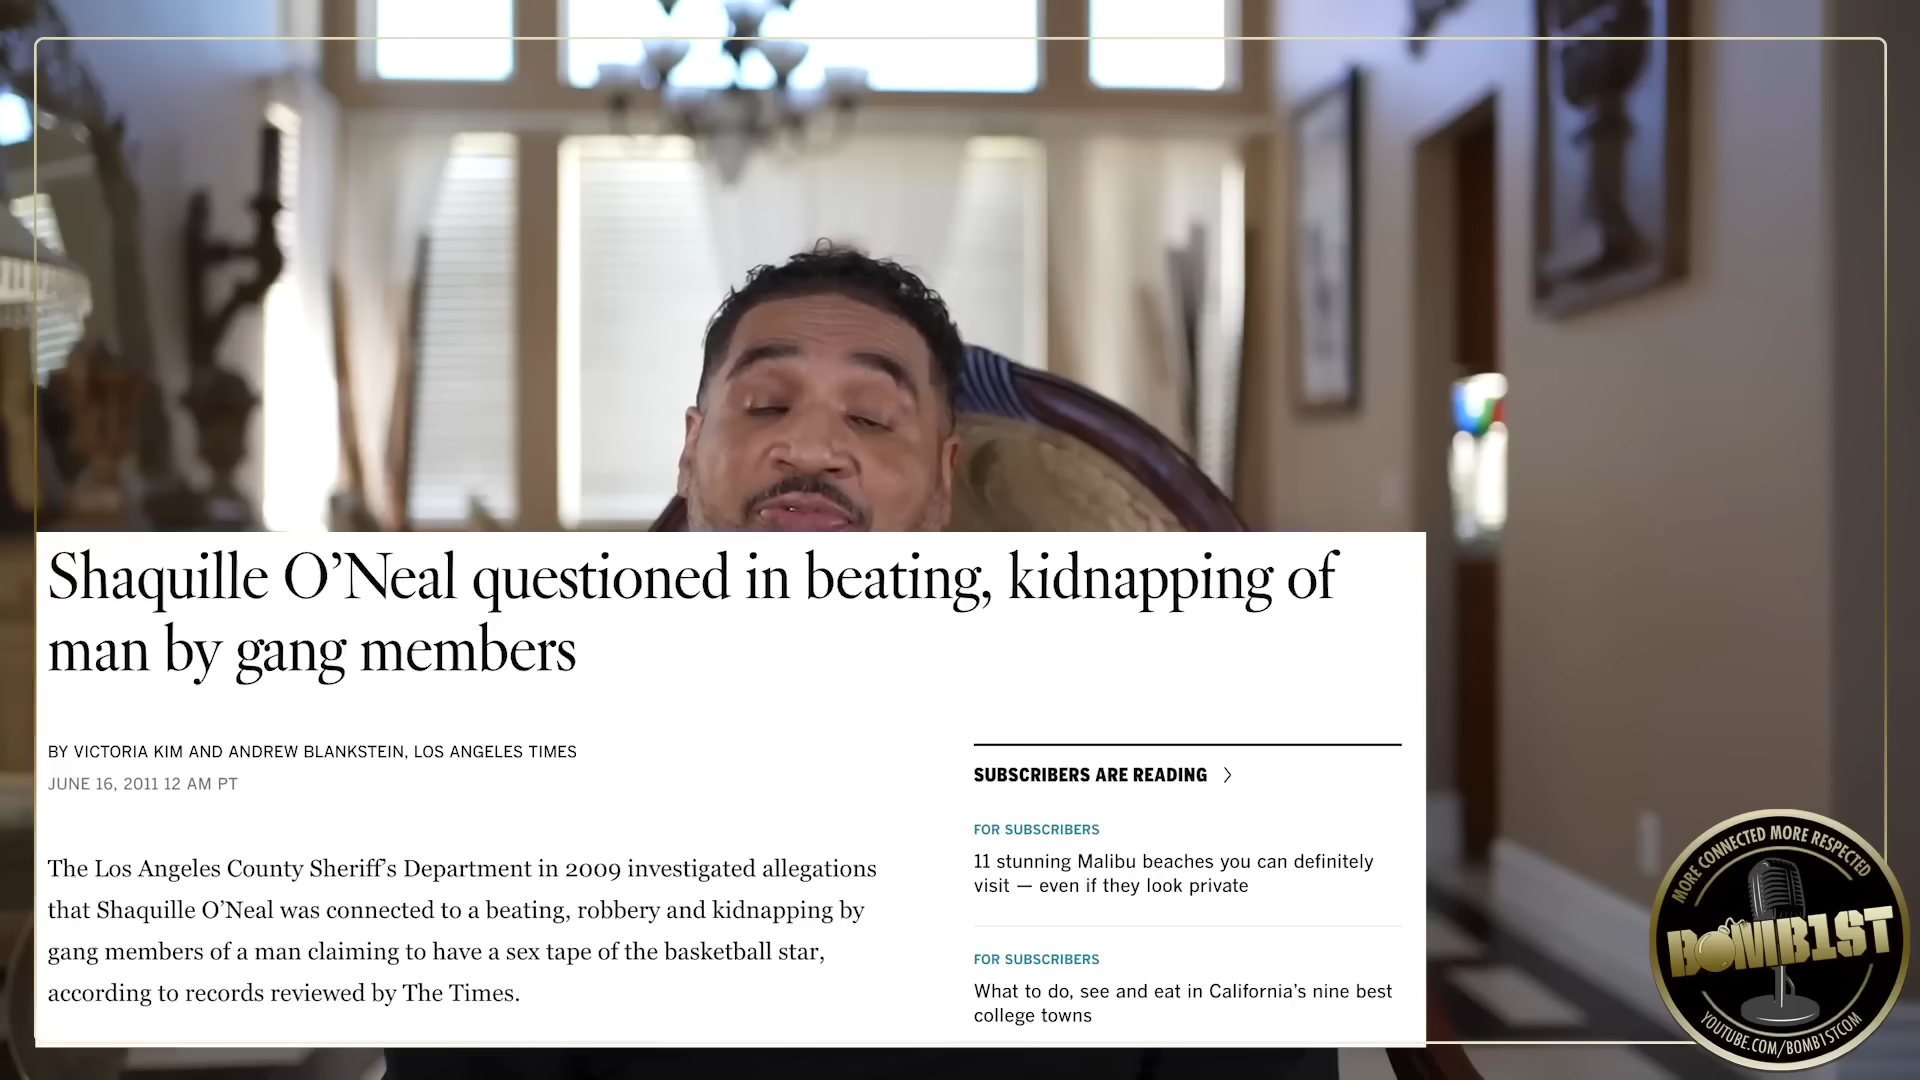 Shaquille O’Neal questioned in beating, kidnapping of
man by gang members
BY VICTORIA KIM AND ANDREW BLANKSTEIN, LOS ANGELES TIMES
JUNE 16, 2011 12 AM PT
The Los Angeles County Sheriff’s Department in 2009 investigated allegations
that Shaquille O’Neal was connected to a beating, robbery and kidnapping by
gang members of a man claiming to have a sex tape of the basketball star,
according to records reviewed by The Times.
SUBSCRIBERS ARE READING
FOR SUBSCRIBERS
11 stunning Malibu beaches you can definitely
visit — even if they look private
FOR SUBSCRIBERS
What to do, see and eat in California’s nine best
college towns
MORE CONNECTED MORE RESPECTED
BOMB1ST
YOUTUBE.COM/BOMB1STCOM